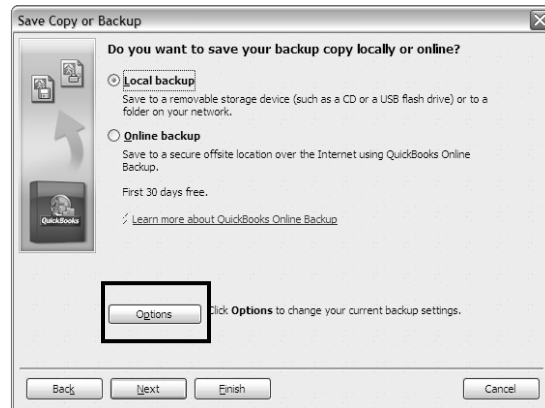 Save Copy or Backup
Do you want to save your backup copy locally or online?
Local backup
Save to a removable storage device (such as a CD or a USB flash drive) or to a
folder on your network.
Online backup
Save to a secure offsite location over the Internet using QuickBooks Online
Backup.
First 30 days free.
Learn more about QuickBooks Online Backup
QuickBooks
Options
Click Options to change your current backup settings.
Back
Next
Finish
Cancel